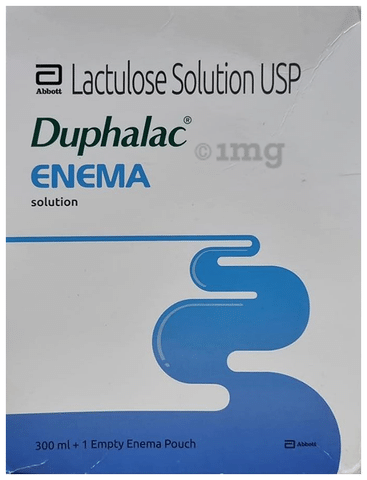 Abbott
Lactulose Solution USP
Duphalac®
ENEMA
solution
© 1mg
300 ml + 1 Empty Enema Pouch
Abbott